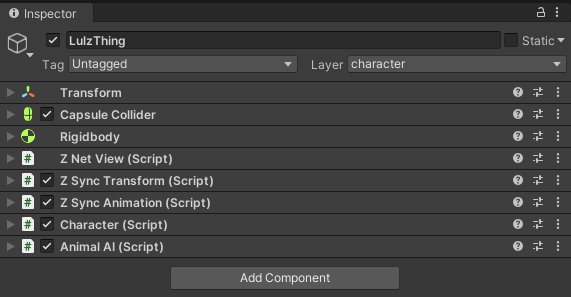 Inspector
LulzThing
Static
Tag Untagged Layer character
Transform
Capsule Collider
Rigidbody
Z Net View (Script)
Z Sync Transform (Script)
Z Sync Animation (Script)
Character (Script)
Animal AI (Script)
Add Component